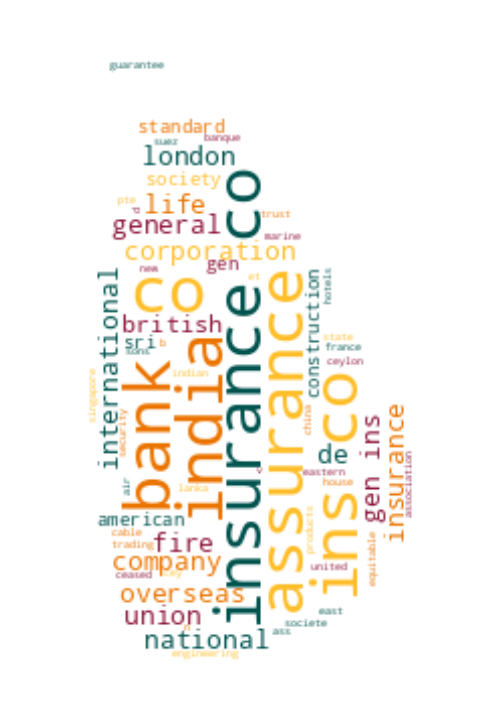 guarantee
standard
suez
banque
london
society
pte
life
d
trust
general
marine
corporation
gen
new
et
co
co
international
construction
hotels
british
sri
b
sons
state
france
ceylon
bank
india
insurance
assurance
ins
co
indian
singapore
security
china
insurance
gen ins
association
de
eastern
house
air
lanka
v
american
cable
trading
fire
products
equitable
company
ceased
united
overseas
union
east
societe
ass
national
engineering